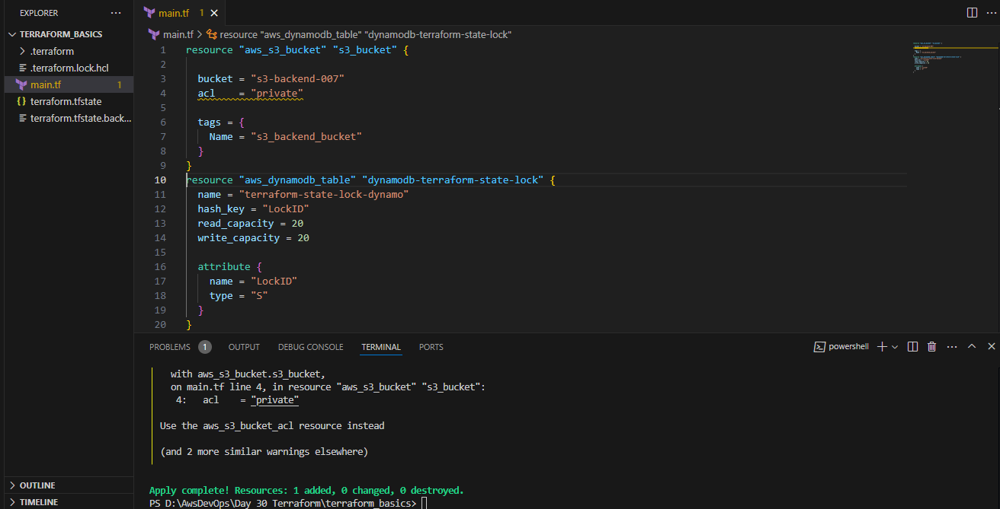 EXPLORER
TERRAFORM_BASICS
.terraform
.terraform.lock.hcl
main.tf 1
terraform.tfstate
terraform.tfstate.back...
OUTLINE
TIMELINE
main.tf 1
main.tf > resource "aws_dynamodb_table" "dynamodb-terraform-state-lock"
1 resource "aws_s3_bucket" "s3_bucket" {
2
3 bucket = "s3-backend-007"
4 acl    = "private"
5
6 tags = {
7 Name = "s3_backend_bucket"
8 }
9 }
10 resource "aws_dynamodb_table" "dynamodb-terraform-state-lock" {
11 name = "terraform-state-lock-dynamo"
12 hash_key = "LockID"
13 read_capacity = 20
14 write_capacity = 20
15
16 attribute {
17 name = "LockID"
18 type = "S"
19 }
20 }
PROBLEMS 1 OUTPUT DEBUG CONSOLE TERMINAL PORTS powershell
with aws_s3_bucket.s3_bucket,
on main.tf line 4, in resource "aws_s3_bucket" "s3_bucket":
4:   acl    = "private"
Use the aws_s3_bucket_acl resource instead
(and 2 more similar warnings elsewhere)
Apply complete! Resources: 1 added, 0 changed, 0 destroyed.
PS D:\AwsDevOps\Day 30 Terraform\terraform_basics>